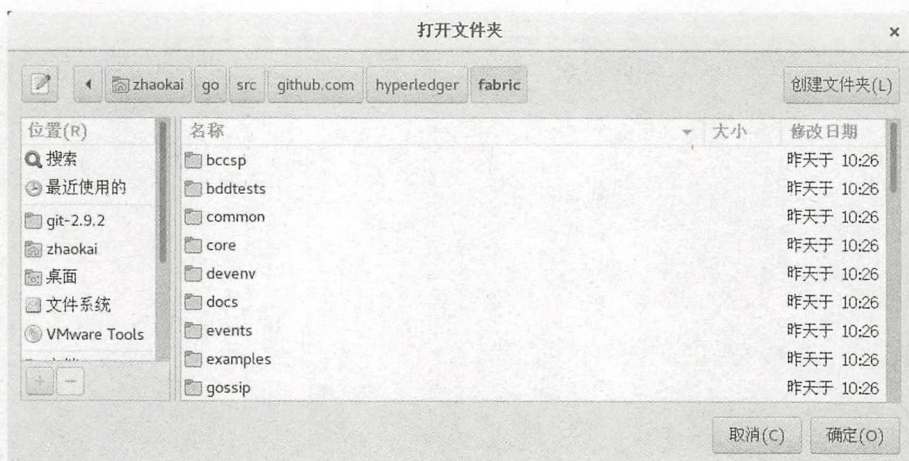 打开文件夹 ×
zhaokai go src github.com hyperledger fabric 创建文件夹(L)
位置(R) 名称 大小 修改日期
搜索 bccsp 昨天于 10:26
最近使用的 bddtests 昨天于 10:26
git-2.9.2 common 昨天于 10:26
zhaokai core 昨天于 10:26
桌面 devenv 昨天于 10:26
文件系统 docs 昨天于 10:26
VMware Tools events 昨天于 10:26
examples 昨天于 10:26
gossip 昨天于 10:26
取消(C) 确定(O)